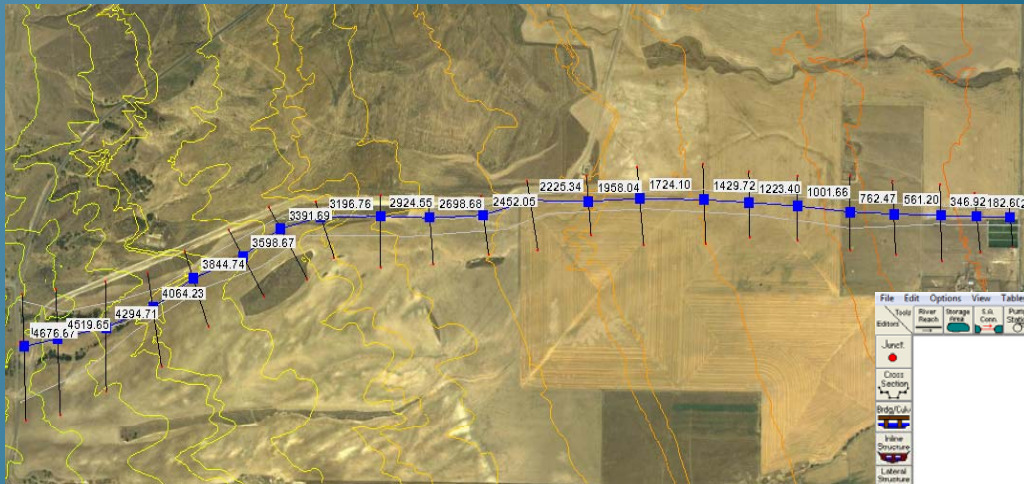 4676.67
4519.65
4294.71
4064.23
3844.74
3598.67
3391.69
3196.76
2924.55
2698.68
2452.05
2225.34
1958.04
1724.10
1429.72
1223.40
1001.66
762.47
561.20
346.92
182.60
File Edit Options View Tables
Tools
Editors
River
Reach
Storage
Area
S.A.
Conn.
Pump
Junct.
Cross
Section
Brdg/Culv
Inline
Structure
Lateral
Structure